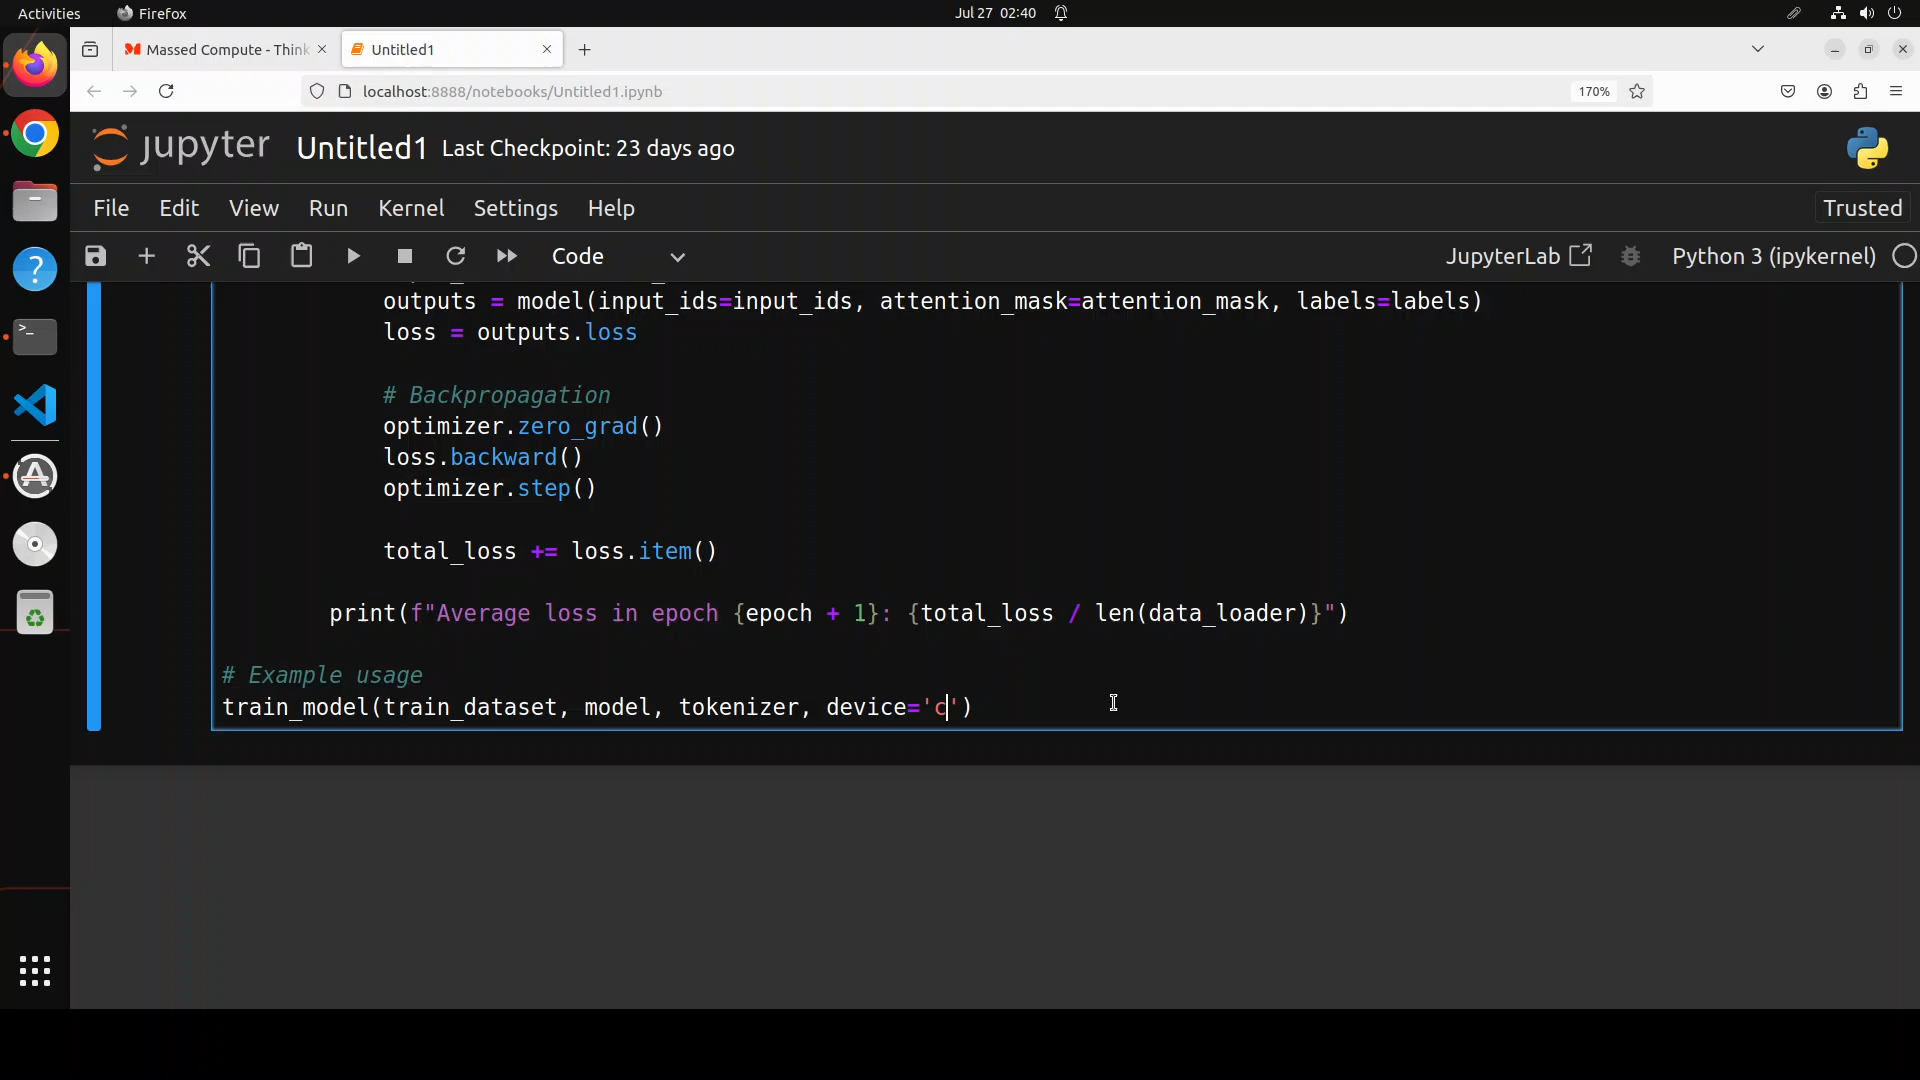 Activities
Firefox
Jul 27 02:40
Massed Compute - Think
Untitled1
localhost:8888/notebooks/Untitled1.ipynb
170%
jupyter
Untitled1
Last Checkpoint: 23 days ago
File
Edit
View
Run
Kernel
Settings
Help
Trusted
Code
JupyterLab
Python 3 (ipykernel)
outputs = model(input_ids=input_ids, attention_mask=attention_mask, labels=labels)
loss = outputs.loss
# Backpropagation
optimizer.zero_grad()
loss.backward()
optimizer.step()
total_loss += loss.item()
print(f"Average loss in epoch {epoch + 1}: {total_loss / len(data_loader)}")
# Example usage
train_model(train_dataset, model, tokenizer, device='c')